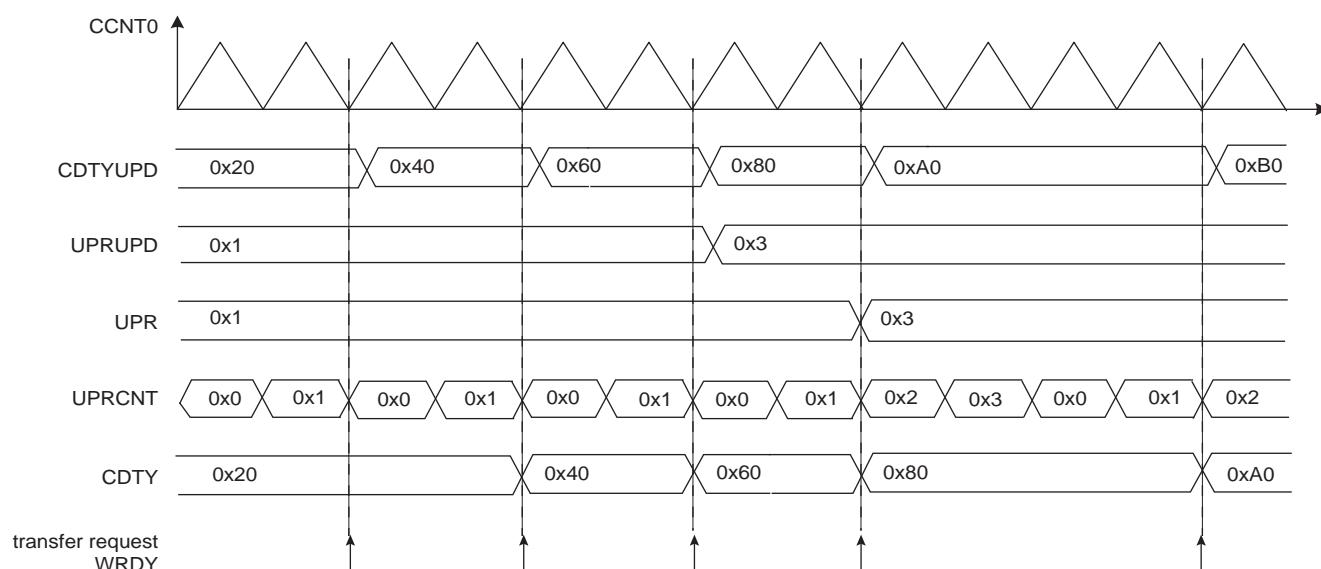 CCNT0
CDTYUPD 0x20 0x40 0x60 0x80 0xA0 0xB0
UPRUPD 0x1 0x3
UPR 0x1 0x3
UPRCNT 0x0 0x1 0x0 0x1 0x0 0x1 0x0 0x1 0x2 0x3 0x0 0x1 0x2
CDTY 0x20 0x40 0x60 0x80 0xA0
transfer request
WRDY